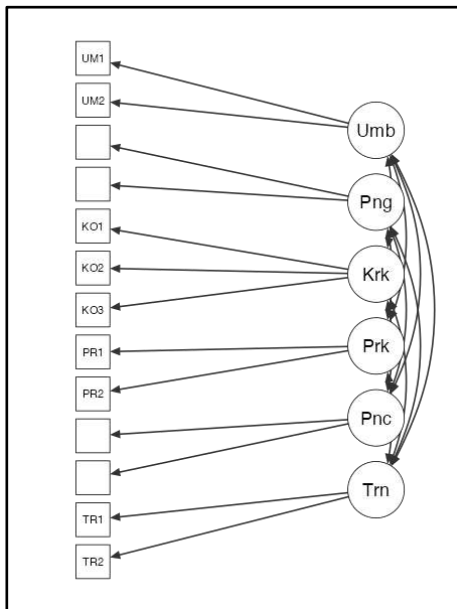 UM1
UM2
Umb
Png
KO1
KO2
Krk
KO3
PR1
Prk
PR2
Pnc
Trn
TR1
TR2